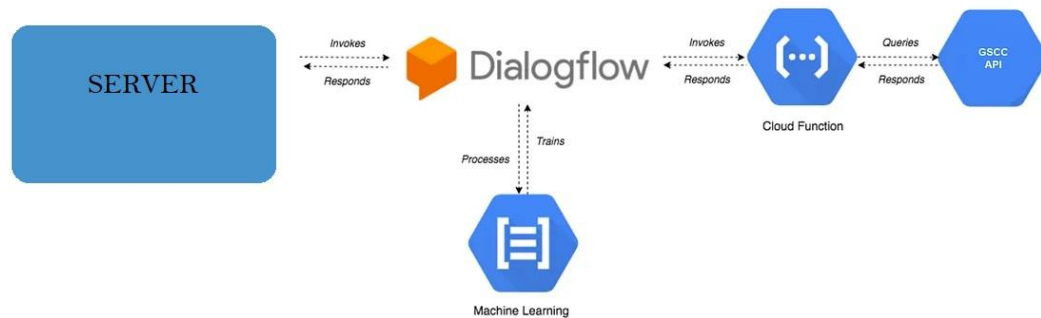 SERVER
Invokes
Responds
Dialogflow
Invokes
Responds
Cloud Function
Queries
Responds
GSCC
API
Processes
Trains
Machine Learning